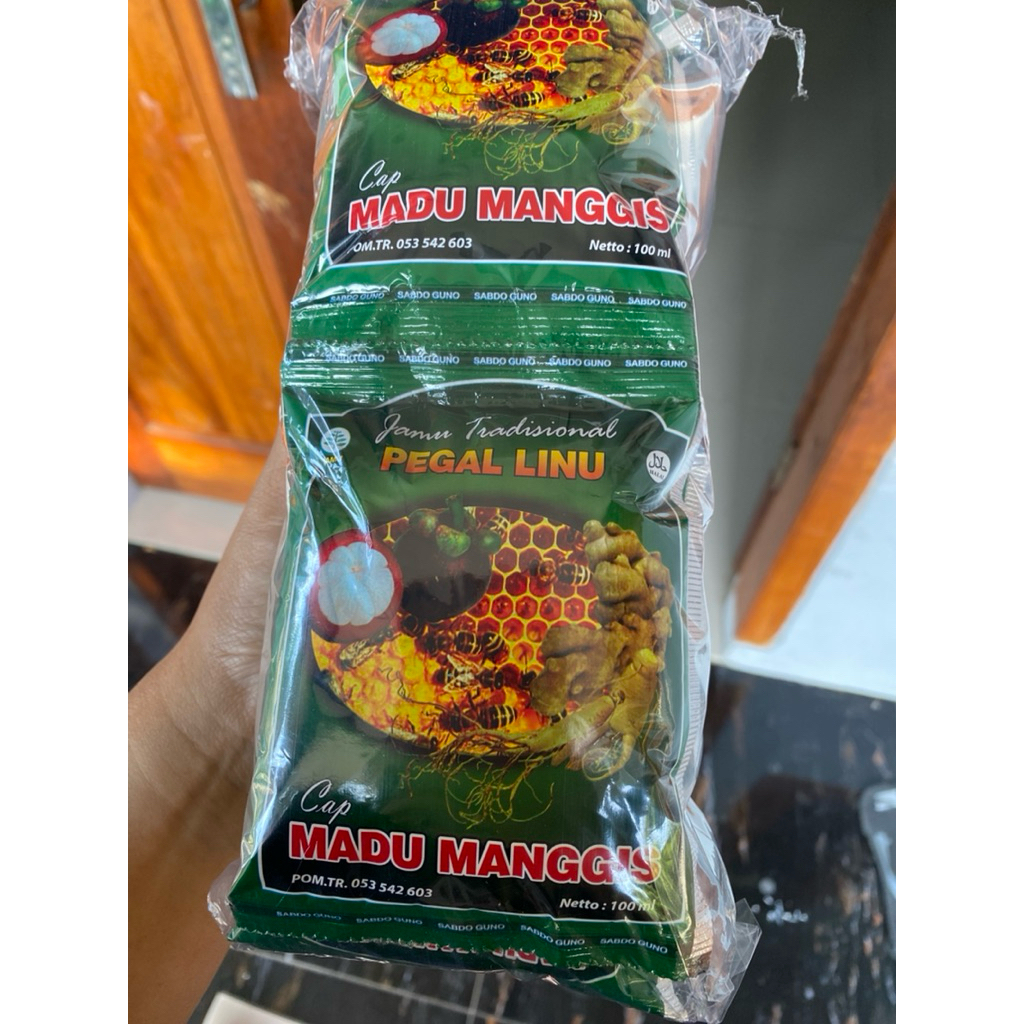 Cap
MADU MANGGIS
POM.TR. 053 542 603
Netto : 100 ml
SABDO GUNO SABDO GUNO SABDO GUNO SABDO GUNO SABDO GUNO
SABDO GUNO SABDO GUNO SABDO GUNO SABDO GUNO SABDO GUNO
Jamu Tradisional
PEGAL LINU
Cap
MADU MANGGIS
POM.TR. 053 542 603
Netto : 100 ml
SABDO GUNO SABDO GUNO SABDO GUNO SABDO GUNO SABDO GUNO